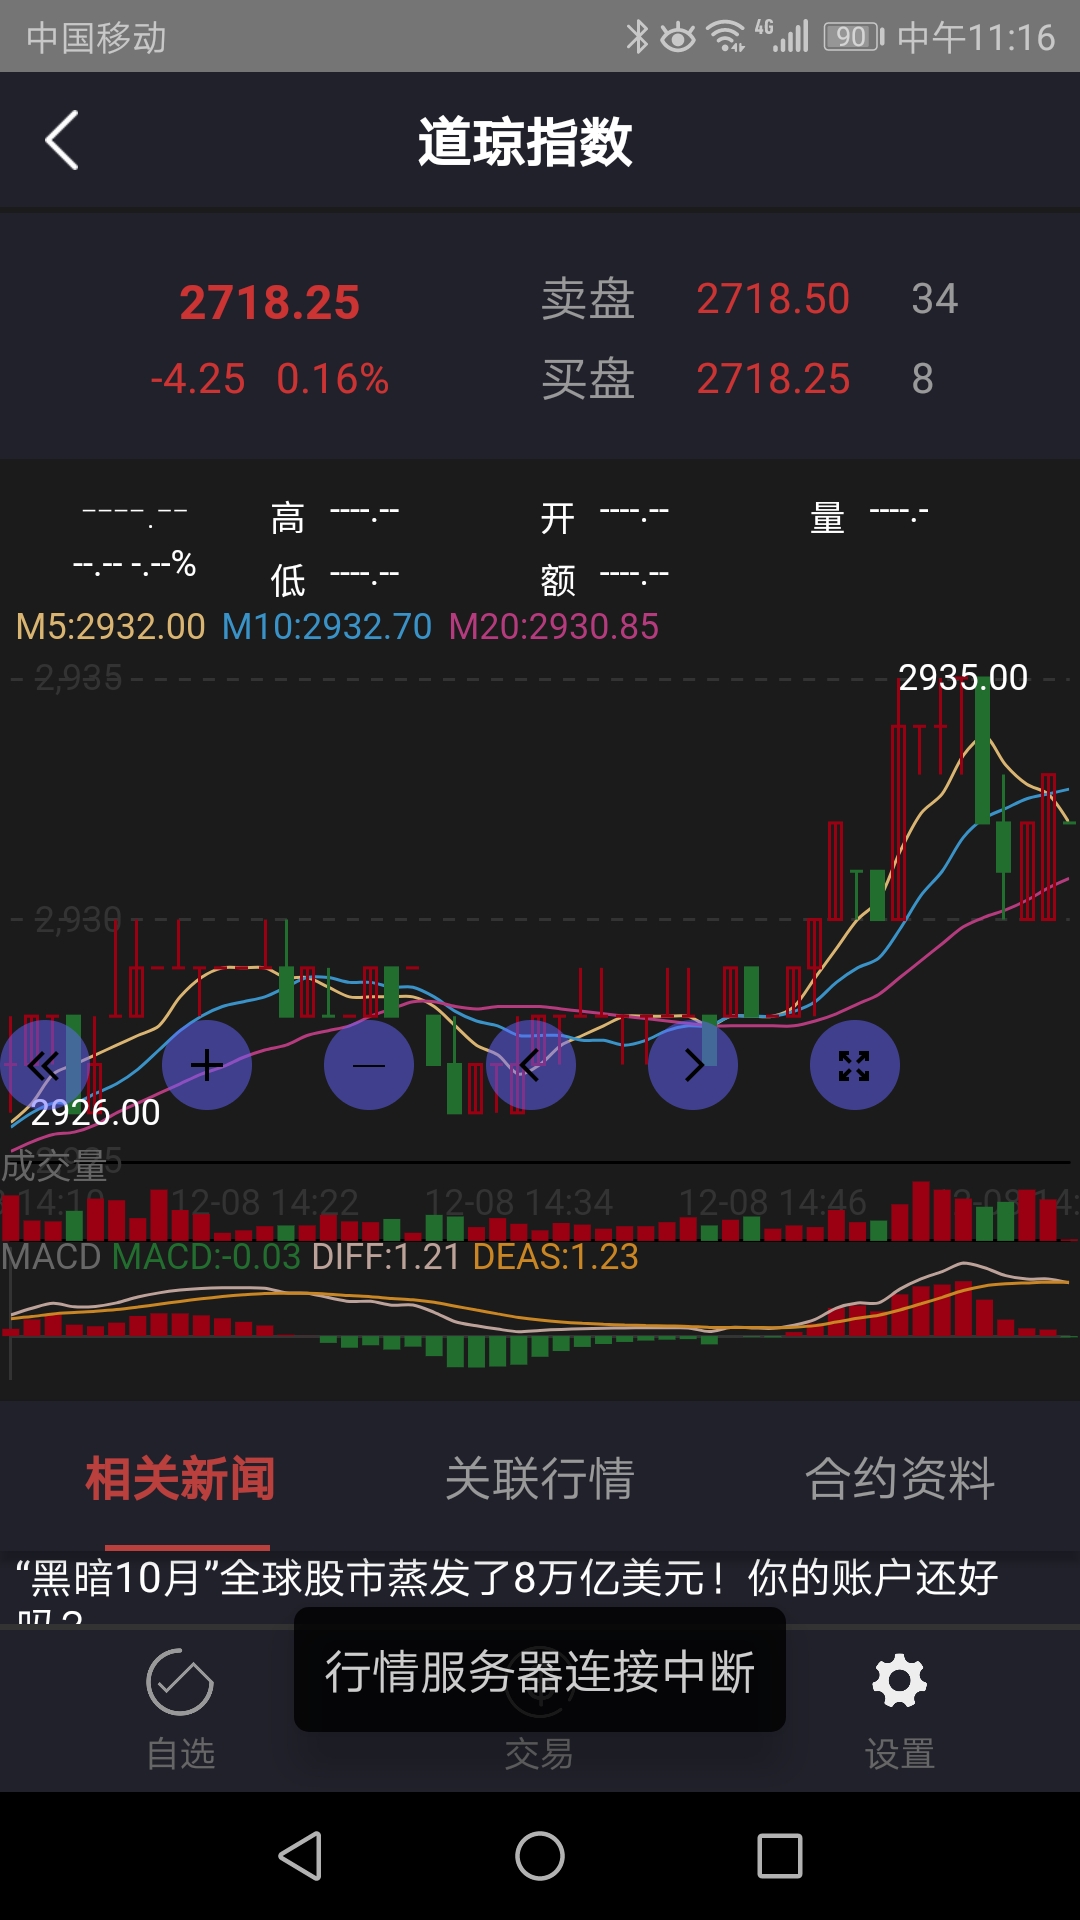 中国移动 4G 90 中午11:16
道琼指数
2718.25 卖盘 2718.50 34
-4.25 0.16% 买盘 2718.25 8
----.-- 高 ----.-- 开 ----.-- 量 ----.-
--.-- -.--% 低 ----.-- 额 ----.--
M5:2932.00 M10:2932.70 M20:2930.85
2,935 2935.00
2,930
2926.00
成交量
12-08 14:22 12-08 14:34 12-08 14:46
MACD MACD:-0.03 DIFF:1.21 DEAS:1.23
相关新闻 关联行情 合约资料
“黑暗10月”全球股市蒸发了8万亿美元！你的账户还好
吗？
行情服务器连接中断
自选 交易 设置